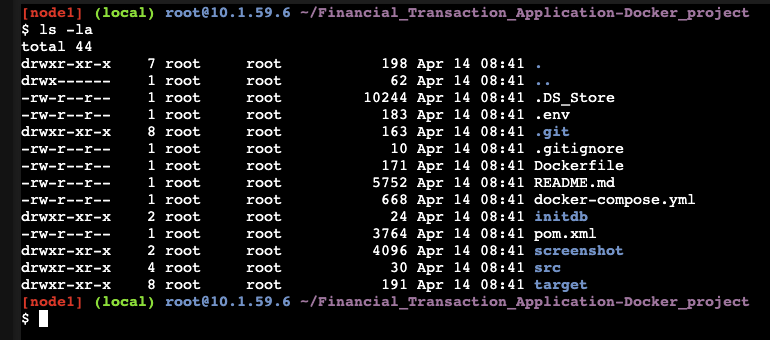 [node1] (local) root@10.1.59.6 ~/Financial_Transaction_Application-Docker_project
$ ls -la
total 44
drwxr-xr-x    7 root     root           198 Apr 14 08:41 .
drwx------    1 root     root            62 Apr 14 08:41 ..
-rw-r--r--    1 root     root         10244 Apr 14 08:41 .DS_Store
-rw-r--r--    1 root     root           183 Apr 14 08:41 .env
drwxr-xr-x    8 root     root           163 Apr 14 08:41 .git
-rw-r--r--    1 root     root            10 Apr 14 08:41 .gitignore
-rw-r--r--    1 root     root           171 Apr 14 08:41 Dockerfile
-rw-r--r--    1 root     root          5752 Apr 14 08:41 README.md
-rw-r--r--    1 root     root           668 Apr 14 08:41 docker-compose.yml
drwxr-xr-x    2 root     root            24 Apr 14 08:41 initdb
-rw-r--r--    1 root     root          3764 Apr 14 08:41 pom.xml
drwxr-xr-x    2 root     root          4096 Apr 14 08:41 screenshot
drwxr-xr-x    4 root     root            30 Apr 14 08:41 src
drwxr-xr-x    8 root     root           191 Apr 14 08:41 target
[node1] (local) root@10.1.59.6 ~/Financial_Transaction_Application-Docker_project
$